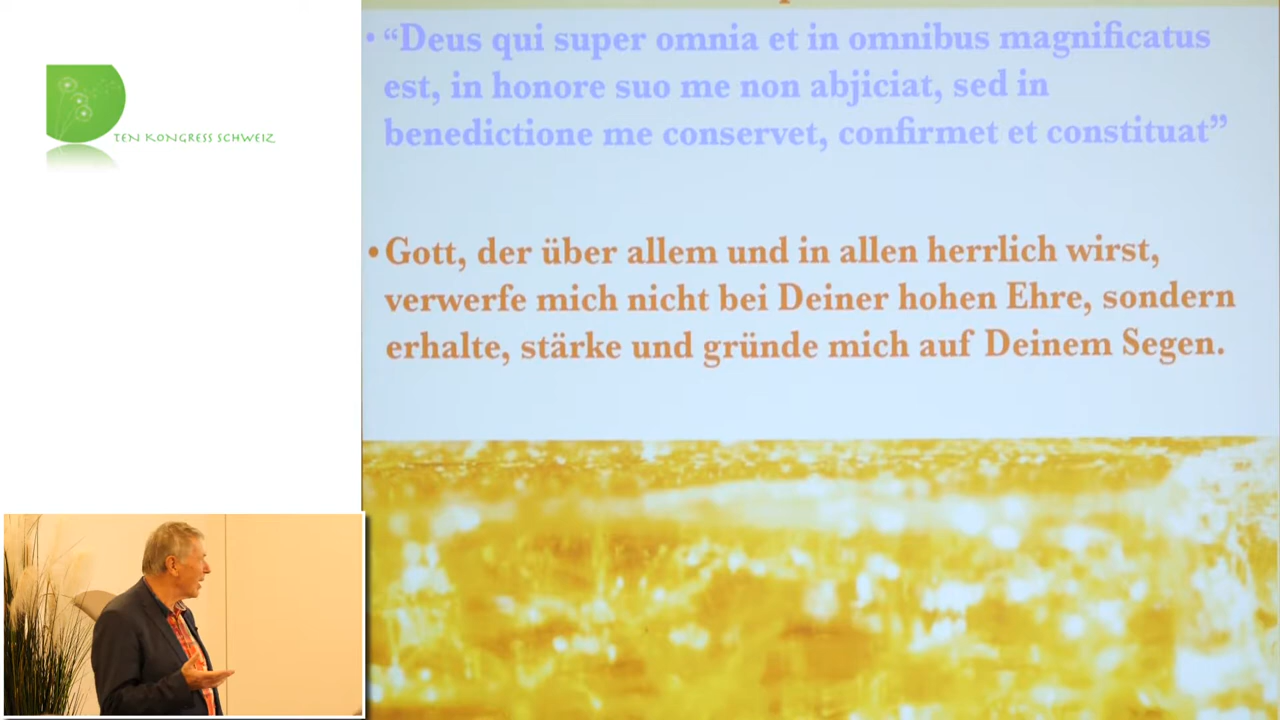 TEN KONGRESS SCHWEIZ
• “Deus qui super omnia et in omnibus magnificatus
est, in honore suo me non abjiciat, sed in
benedictione me conservet, confirmet et constituat”
• Gott, der über allem und in allen herrlich wirst,
verwerfe mich nicht bei Deiner hohen Ehre, sondern
erhalte, stärke und gründe mich auf Deinem Segen.